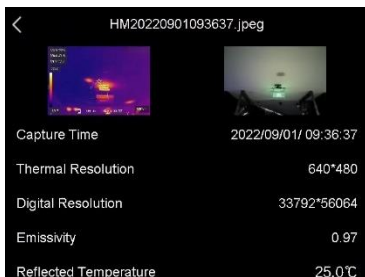 HM20220901093637.jpeg
Capture Time 2022/09/01/ 09:36:37
Thermal Resolution 640*480
Digital Resolution 33792*56064
Emissivity 0.97
Reflected Temperature 25.0℃